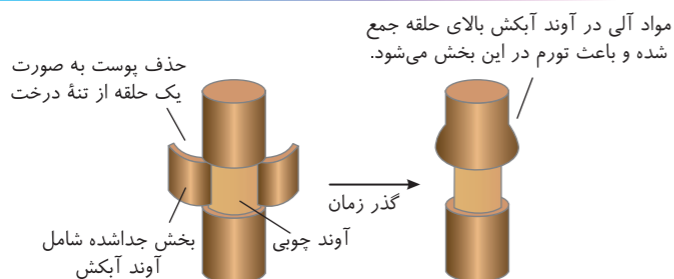 مواد آلی در آوند آبکش بالای حلقه جمع
شده و باعث تورم در این بخش می‌شود.
حذف پوست به صورت
یک حلقه از تنۀ درخت
گذر زمان
آوند چوبی
بخش جداشده شامل
آوند آبکش